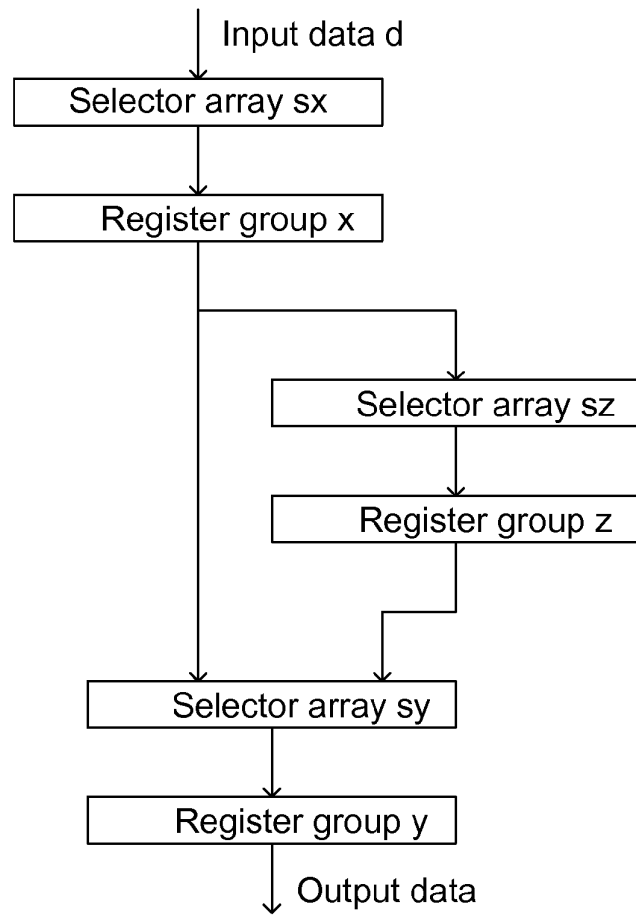 Input data d
Selector array sx
Register group x
Selector array sz
Register group z
Selector array sy
Register group y
Output data